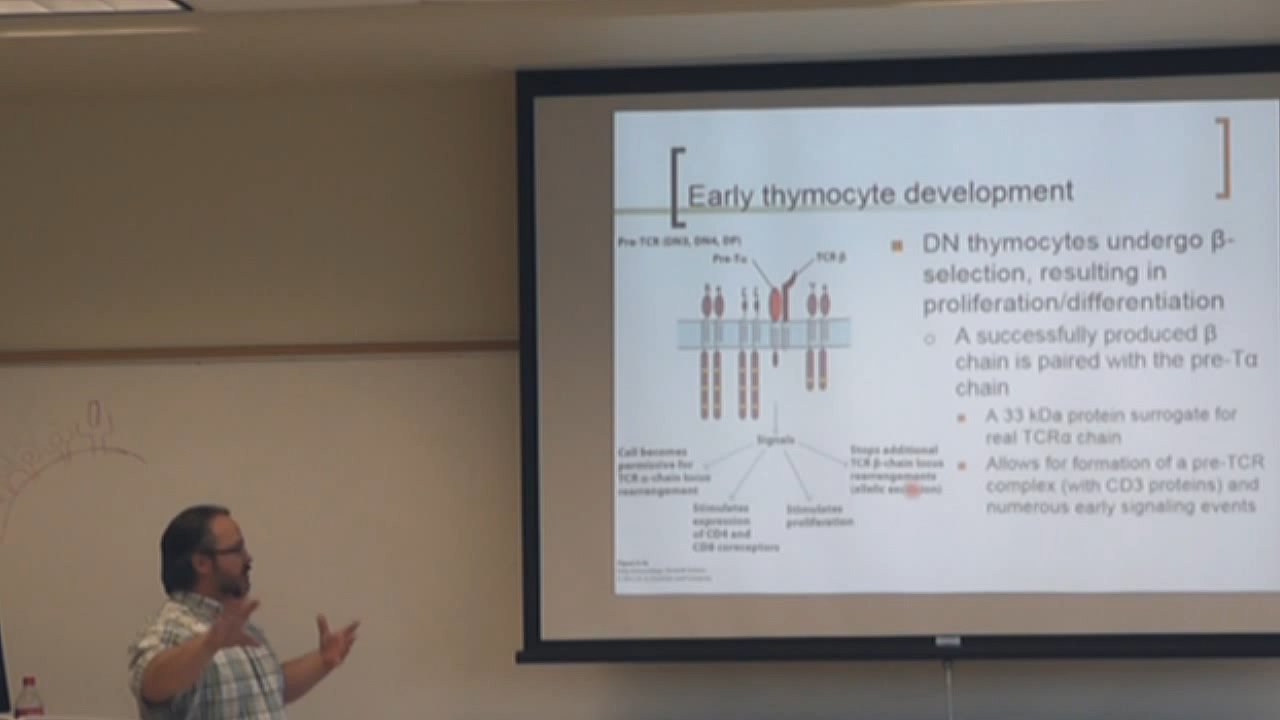 Early thymocyte development
Pre-TCR (DN3, DN4, DP)
Pre-Tα
TCR β
Signals
Cell becomes
permissive for
TCR α-chain locus
rearrangement
Stimulates
expression
of CD4 and
CD8 coreceptors
Stimulates
proliferation
Stops additional
TCR β-chain locus
rearrangements
(allelic exclusion)
■ DN thymocytes undergo β-
selection, resulting in
proliferation/differentiation
○ A successfully produced β
chain is paired with the pre-Tα
chain
■ A 33 kDa protein surrogate for
real TCRα chain
■ Allows for formation of a pre-TCR
complex (with CD3 proteins) and
numerous early signaling events